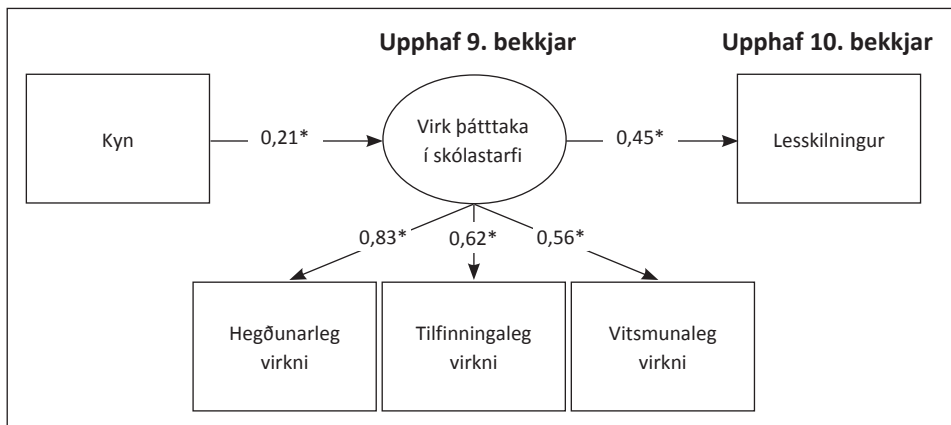 Upphaf 9. bekkjar
Upphaf 10. bekkjar
Kyn
0,21*
Virk þátttaka
í skólastarfi
0,45*
Lesskilningur
0,83*
0,62*
0,56*
Hegðunarleg
virkni
Tilfinningaleg
virkni
Vitsmunaleg
virkni